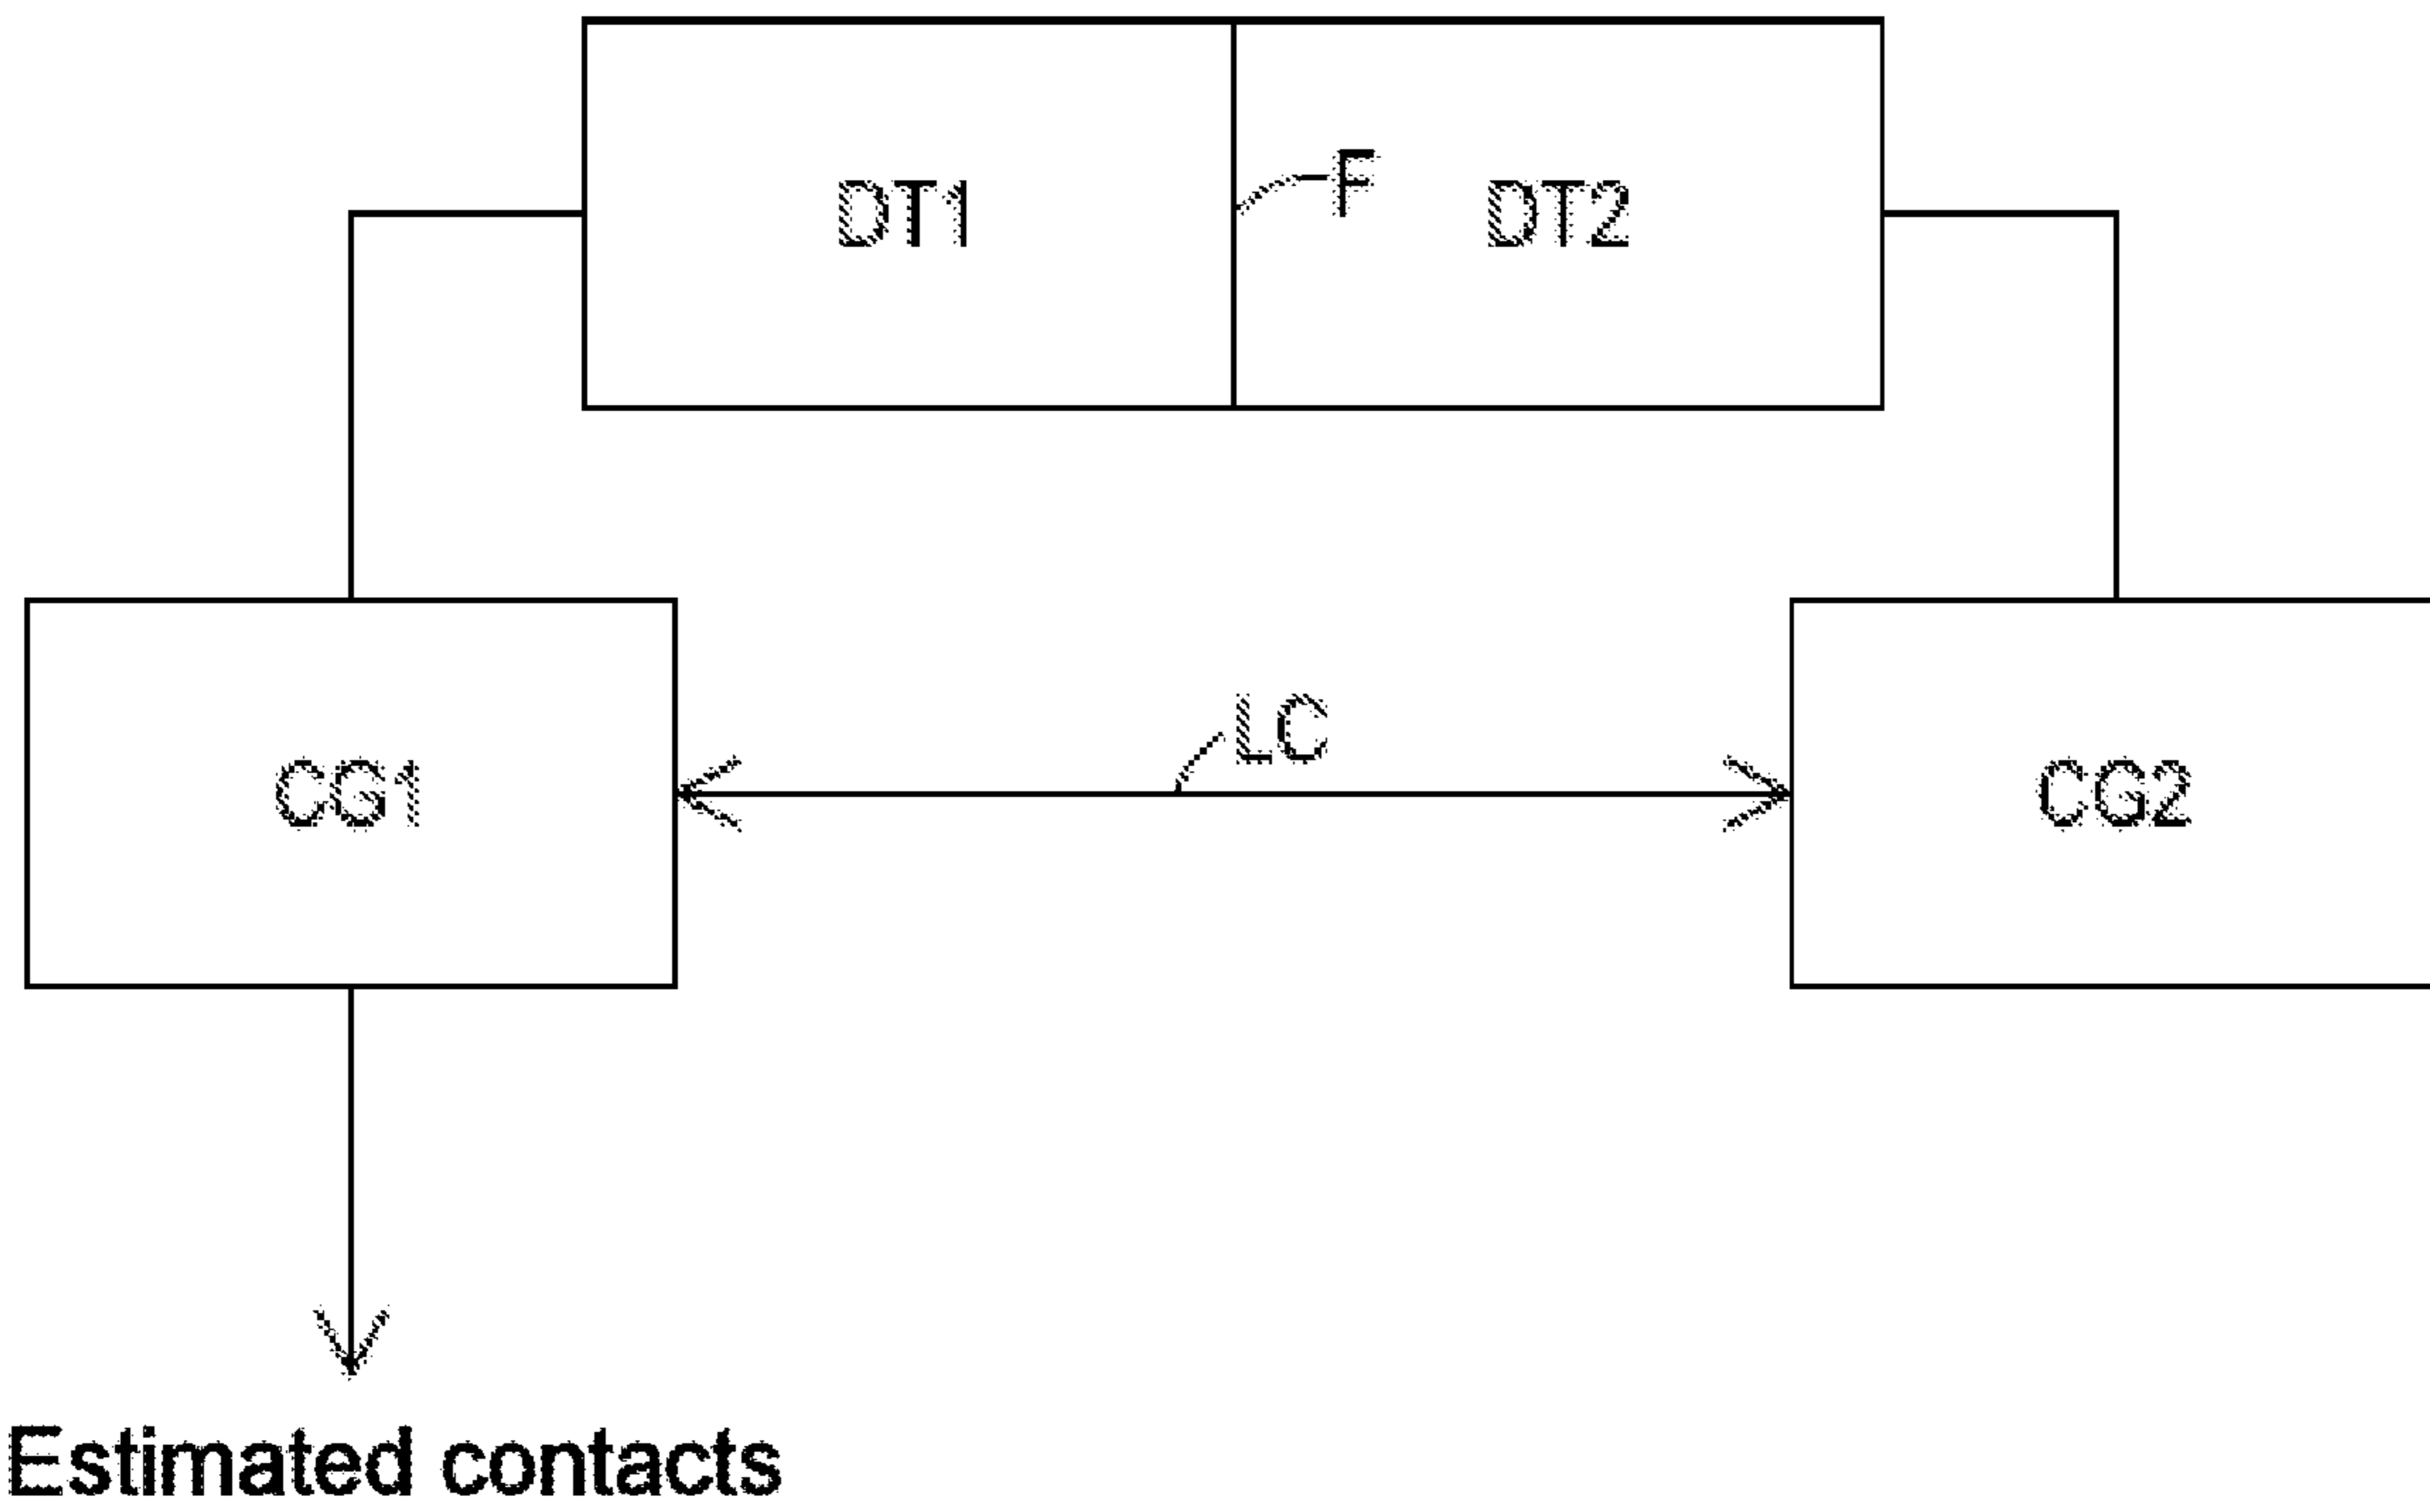 F
DT1
DT2
LC
CG1
CG2
Estimated contacts